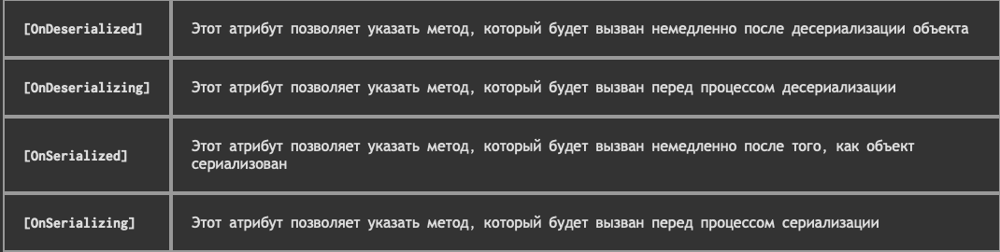 [OnDeserialized] Этот атрибут позволяет указать метод, который будет вызван немедленно после десериализации объекта
[OnDeserializing] Этот атрибут позволяет указать метод, который будет вызван перед процессом десериализации
[OnSerialized] Этот атрибут позволяет указать метод, который будет вызван немедленно после того, как объект
сериализован
[OnSerializing] Этот атрибут позволяет указать метод, который будет вызван перед процессом сериализации